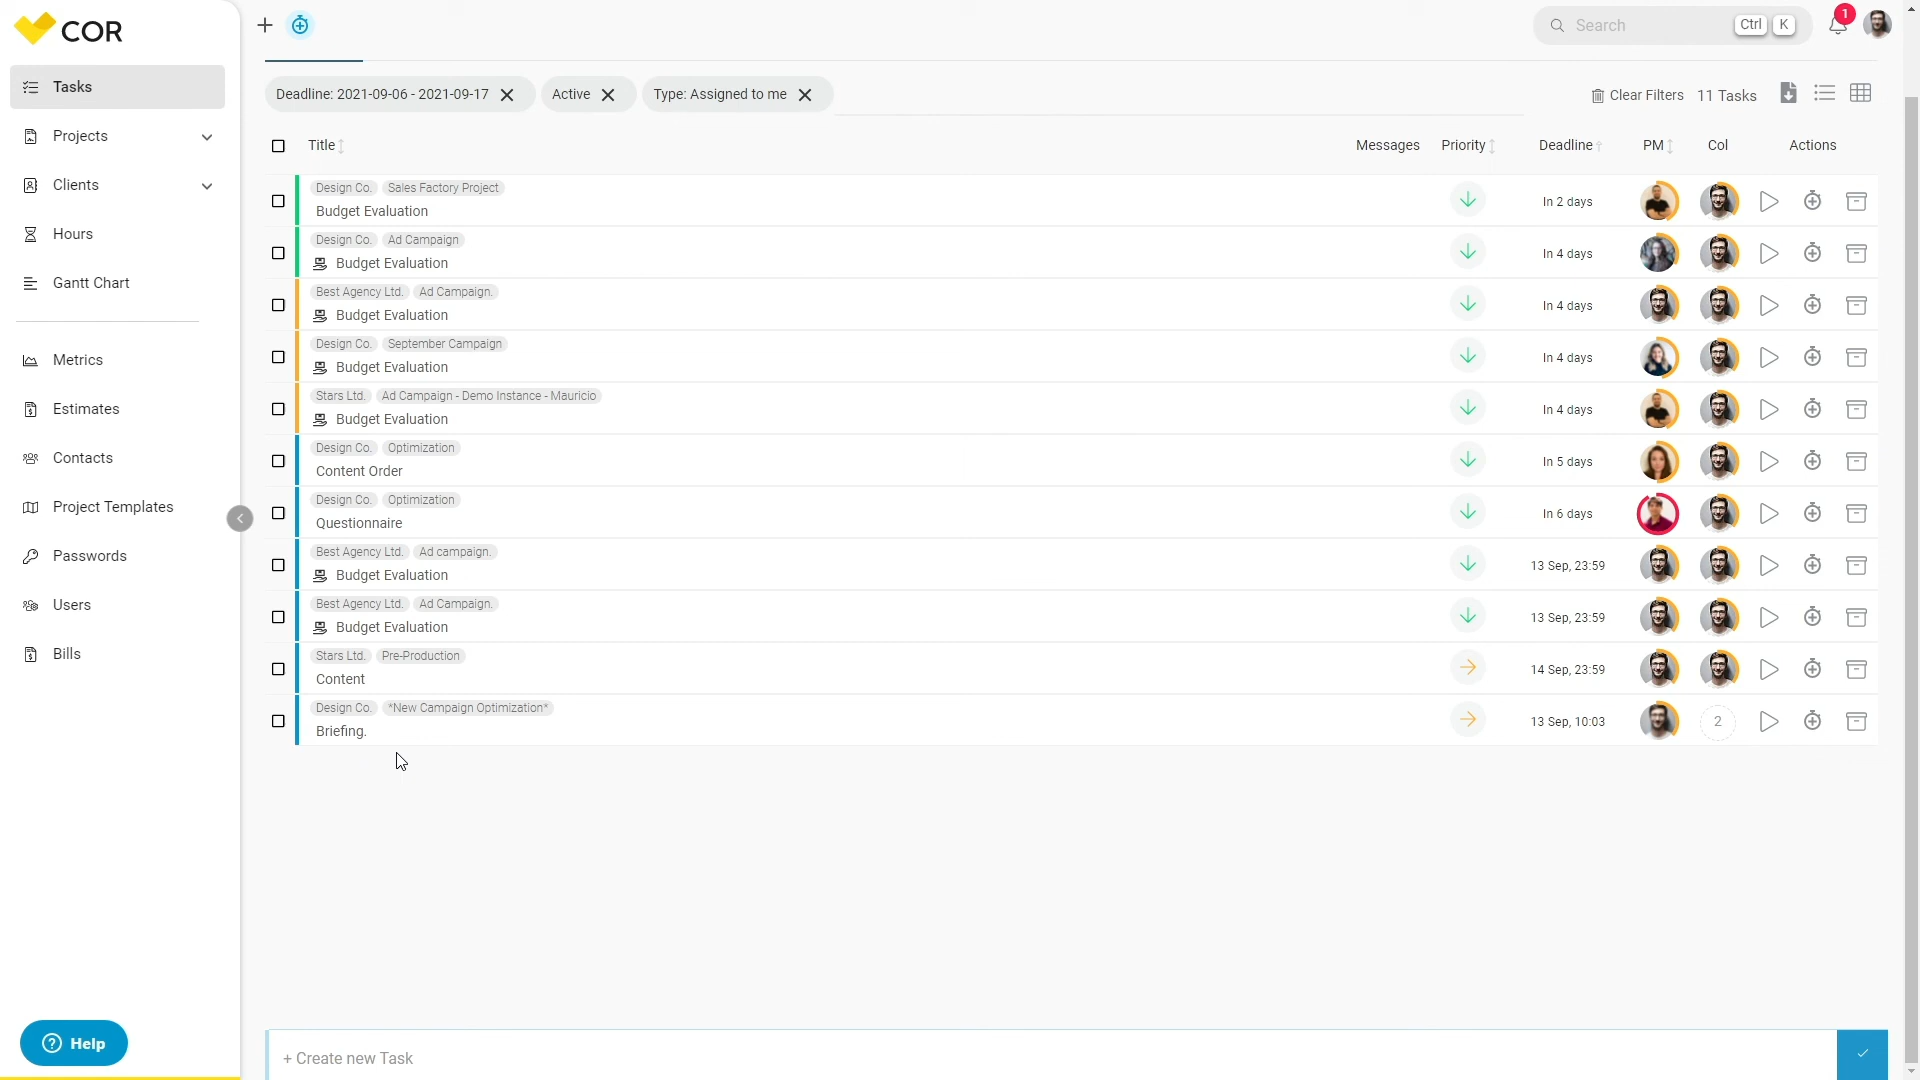 COR
Search Ctrl K 1
Tasks
Projects
Clients
Hours
Gantt Chart
Metrics
Estimates
Contacts
Project Templates
Passwords
Users
Bills
Help
Deadline: 2021-09-06 - 2021-09-17 Active Type: Assigned to me Clear Filters 11 Tasks
Title Messages Priority Deadline PM Col Actions
Design Co. Sales Factory Project
Budget Evaluation In 2 days
Design Co. Ad Campaign
Budget Evaluation In 4 days
Best Agency Ltd. Ad Campaign.
Budget Evaluation In 4 days
Design Co. September Campaign
Budget Evaluation In 4 days
Stars Ltd. Ad Campaign - Demo Instance - Mauricio
Budget Evaluation In 4 days
Design Co. Optimization
Content Order In 5 days
Design Co. Optimization
Questionnaire In 6 days
Best Agency Ltd. Ad campaign.
Budget Evaluation 13 Sep, 23:59
Best Agency Ltd. Ad Campaign.
Budget Evaluation 13 Sep, 23:59
Stars Ltd. Pre-Production
Content 14 Sep, 23:59
Design Co. *New Campaign Optimization*
Briefing. 13 Sep, 10:03 2
+ Create new Task